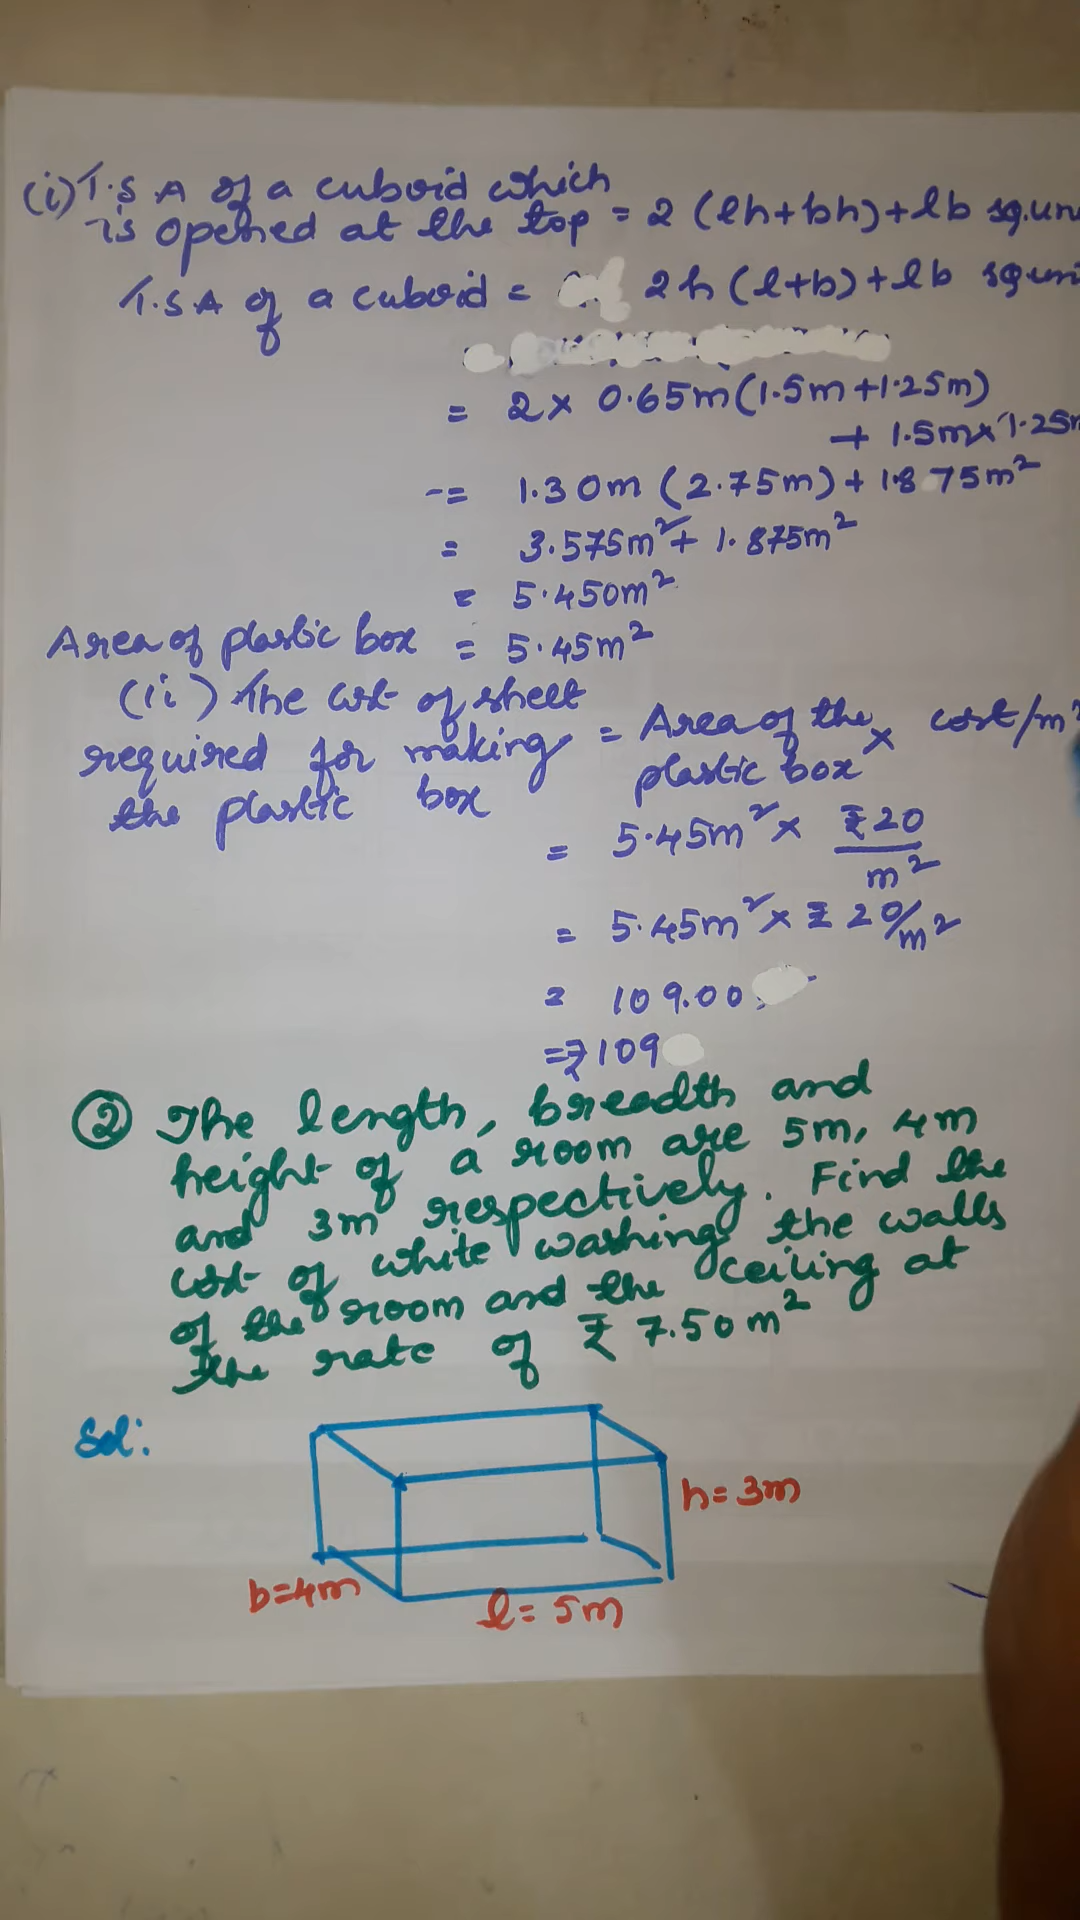 (i) T.S.A of a cuboid which
is opened at the top = 2 (lh+bh)+lb sq.un
T.S.A of a cuboid = 2h (l+b)+lb sq uni
= 2x 0.65m (1.5m+1.25m)
+ 1.5m x 1.25m
= 1.30m (2.75m) + 1.875m²
= 3.575m² + 1.875m²
= 5.450m²
Area of plastic box = 5.45m²
(ii) The cost of sheet
required for making = Area of the x cost/m²
the plastic box plastic box
= 5.45m² x ₹20
m²
= 5.45m² x ₹ 20/m²
= 109.00
= ₹ 109
② The length, breadth and
height of a room are 5m, 4m
and 3m respectively. Find the
cost of white washing the walls
of the room and the ceiling at
the rate of ₹ 7.50 m²
Sol:
h= 3m
b=4m
l= 5m